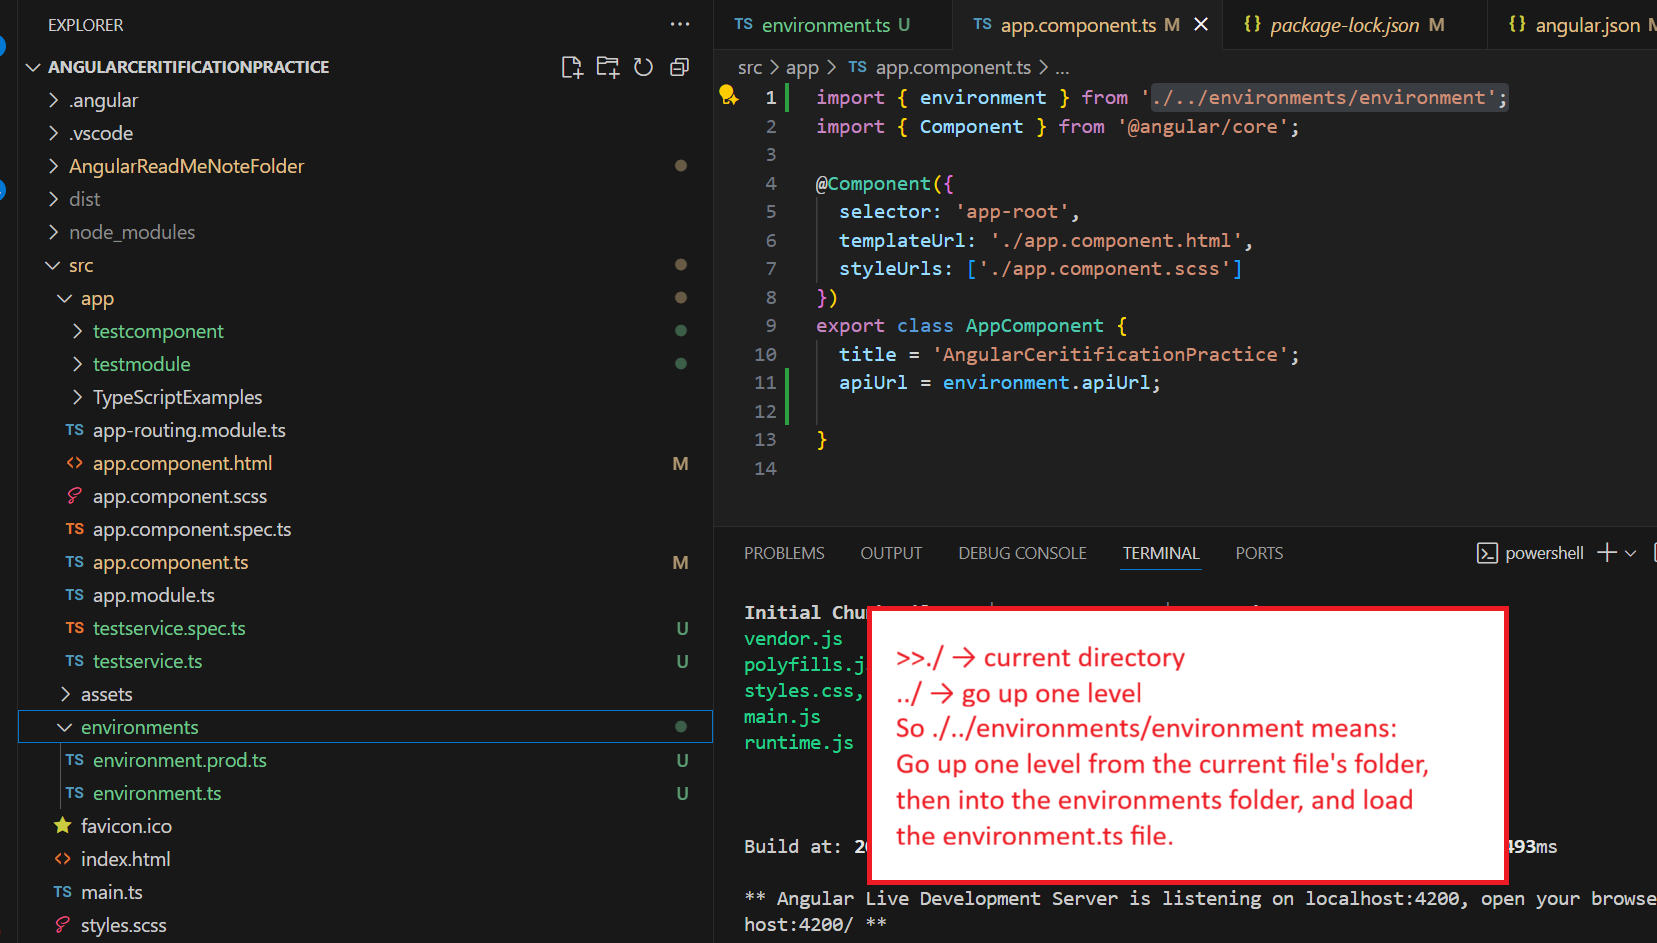 EXPLORER
ANGULARCERITIFICATIONPRACTICE
.angular
.vscode
AngularReadMeNoteFolder
dist
node_modules
src
app
testcomponent
testmodule
TypeScriptExamples
TS app-routing.module.ts
<> app.component.html M
app.component.scss
TS app.component.spec.ts
TS app.component.ts M
TS app.module.ts
TS testservice.spec.ts U
TS testservice.ts U
assets
environments
TS environment.prod.ts U
TS environment.ts U
favicon.ico
<> index.html
TS main.ts
styles.scss
TS environment.ts U
TS app.component.ts M
{} package-lock.json M
{} angular.json M
src > app > TS app.component.ts > ...
1 import { environment } from './../environments/environment';
2 import { Component } from '@angular/core';
3
4 @Component({
5 selector: 'app-root',
6 templateUrl: './app.component.html',
7 styleUrls: ['./app.component.scss']
8 })
9 export class AppComponent {
10 title = 'AngularCeritificationPractice';
11 apiUrl = environment.apiUrl;
12
13 }
14
PROBLEMS OUTPUT DEBUG CONSOLE TERMINAL PORTS
powershell
Initial
vendor.js
polyfills.j
styles.css,
main.js
runtime.js
>>./ → current directory
../ → go up one level
So ./../environments/environment means:
Go up one level from the current file's folder,
then into the environments folder, and load
the environment.ts file.
Build at: 493ms
** Angular Live Development Server is listening on localhost:4200, open your browse
host:4200/ **